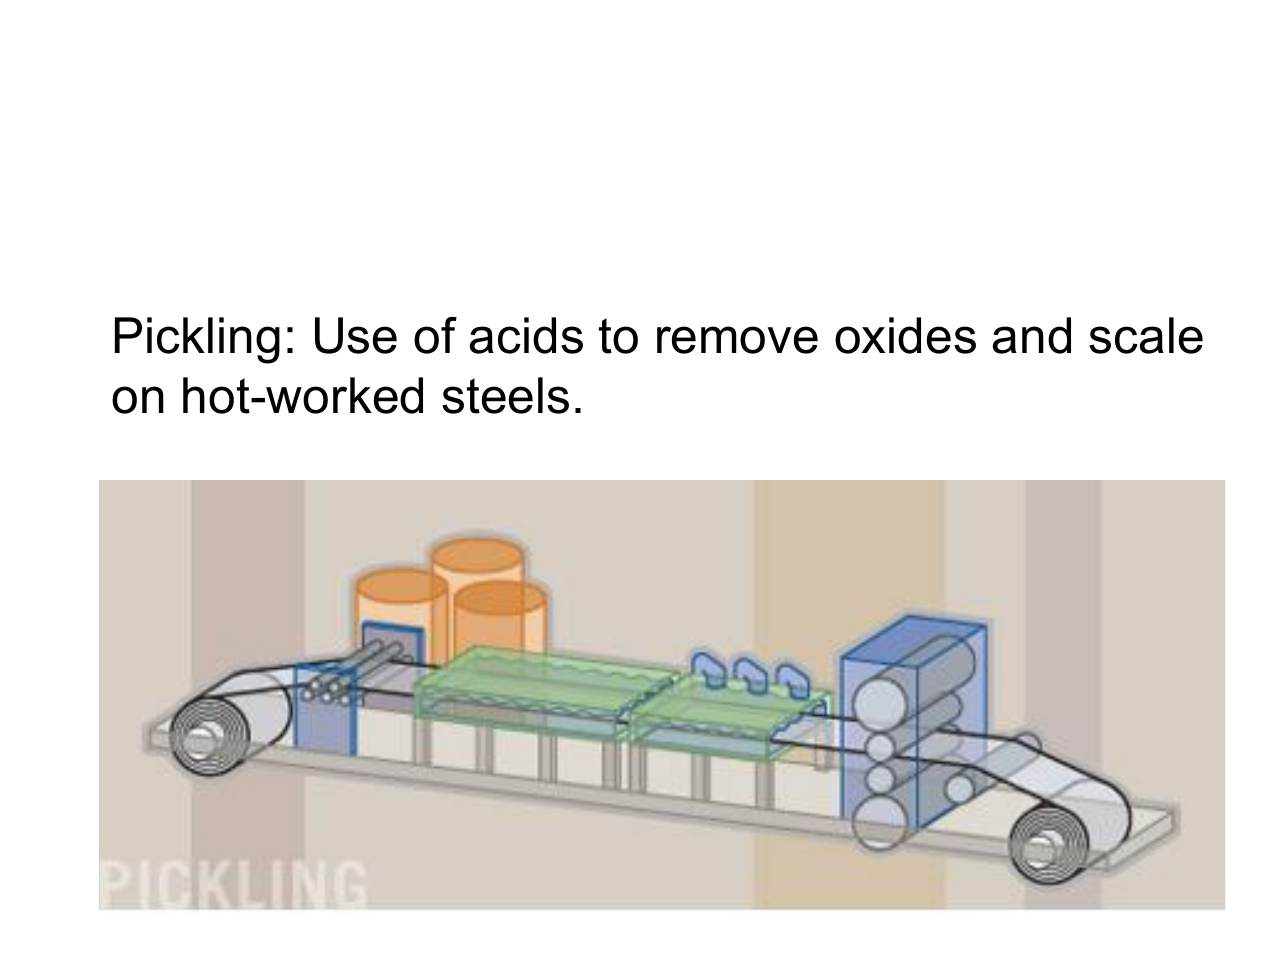 Pickling: Use of acids to remove oxides and scale
on hot-worked steels.
PICKLING